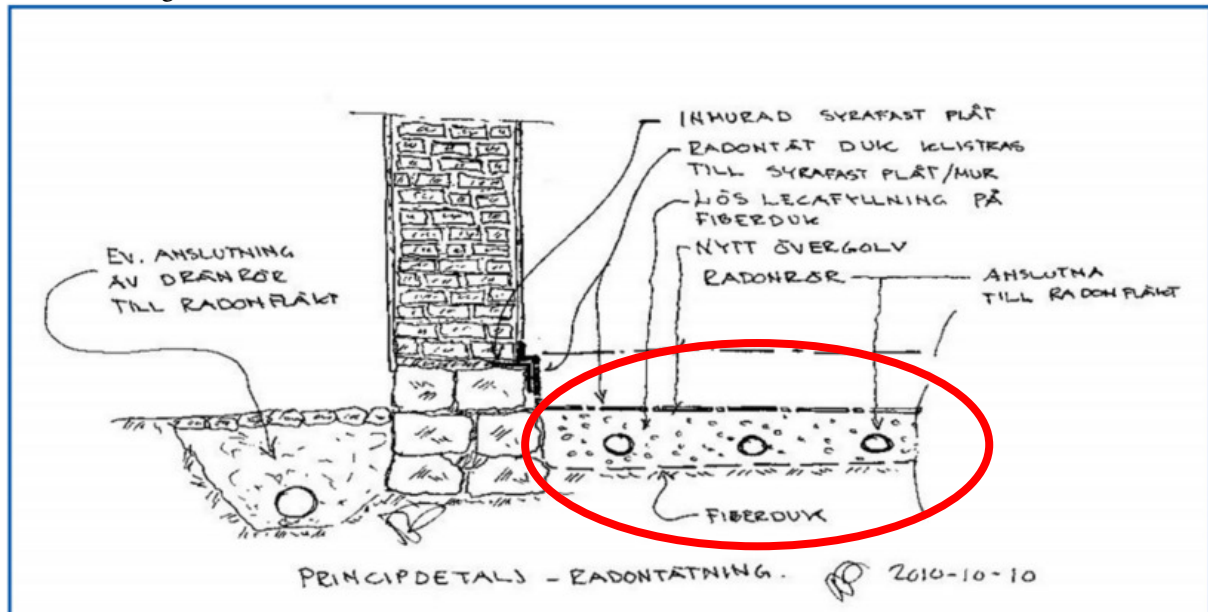 INMURAD SYRAFAST PLÅT
RADONTÄT DUK KLISTRAS
TILL SYRAFAST PLÅT/MUR
LÖS LECAFYLLNING PÅ
FIBERDUK
NYTT ÖVERGOLV
RADONRÖR
ANSLUTNA
TILL RADONFLÄKT
EV. ANSLUTNING
AV DRÄNRÖR
TILL RADONFLÄKT
FIBERDUK
PRINCIPDETALJ - RADONTÄTNING.
2010-10-10